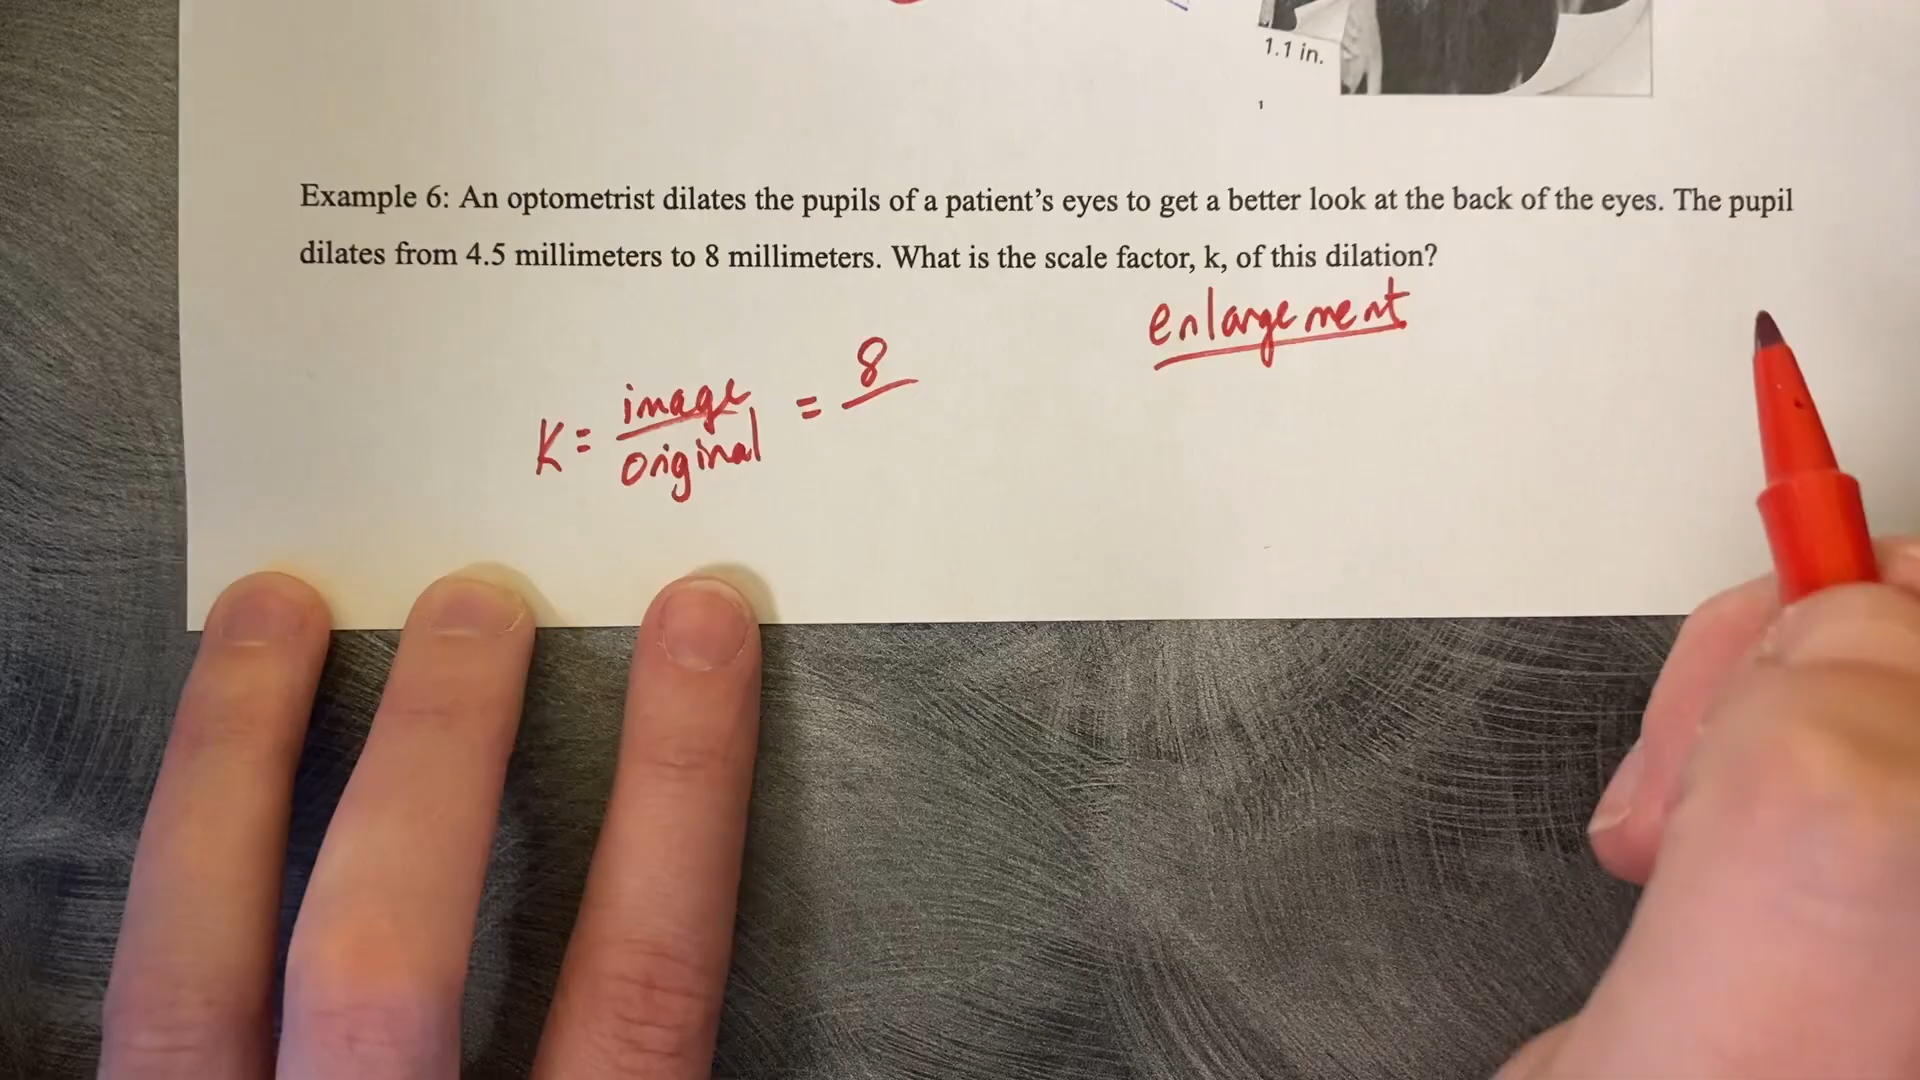 1.1 in.
1
Example 6: An optometrist dilates the pupils of a patient’s eyes to get a better look at the back of the eyes. The pupil
dilates from 4.5 millimeters to 8 millimeters. What is the scale factor, k, of this dilation?
enlargement
K = image / original = 8